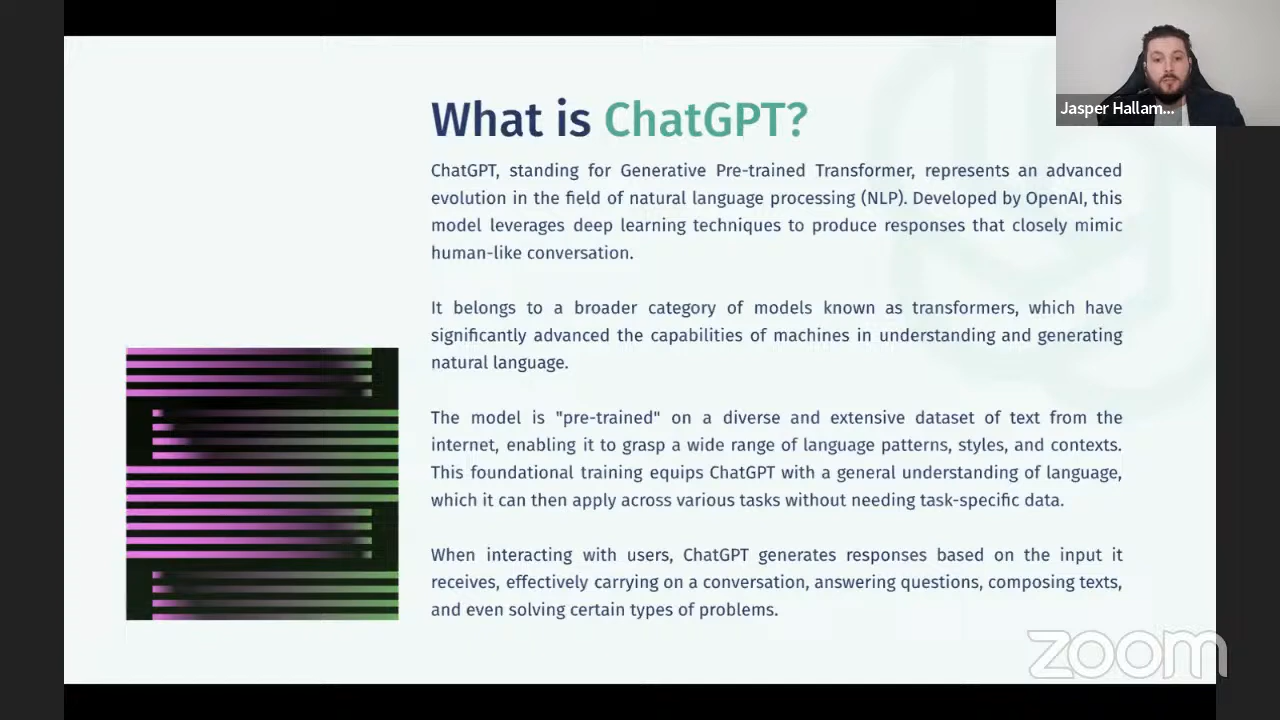 What is ChatGPT?
Jasper Hallam...
ChatGPT, standing for Generative Pre-trained Transformer, represents an advanced
evolution in the field of natural language processing (NLP). Developed by OpenAI, this
model leverages deep learning techniques to produce responses that closely mimic
human-like conversation.
It belongs to a broader category of models known as transformers, which have
significantly advanced the capabilities of machines in understanding and generating
natural language.
The model is "pre-trained" on a diverse and extensive dataset of text from the
internet, enabling it to grasp a wide range of language patterns, styles, and contexts.
This foundational training equips ChatGPT with a general understanding of language,
which it can then apply across various tasks without needing task-specific data.
When interacting with users, ChatGPT generates responses based on the input it
receives, effectively carrying on a conversation, answering questions, composing texts,
and even solving certain types of problems.
zoom